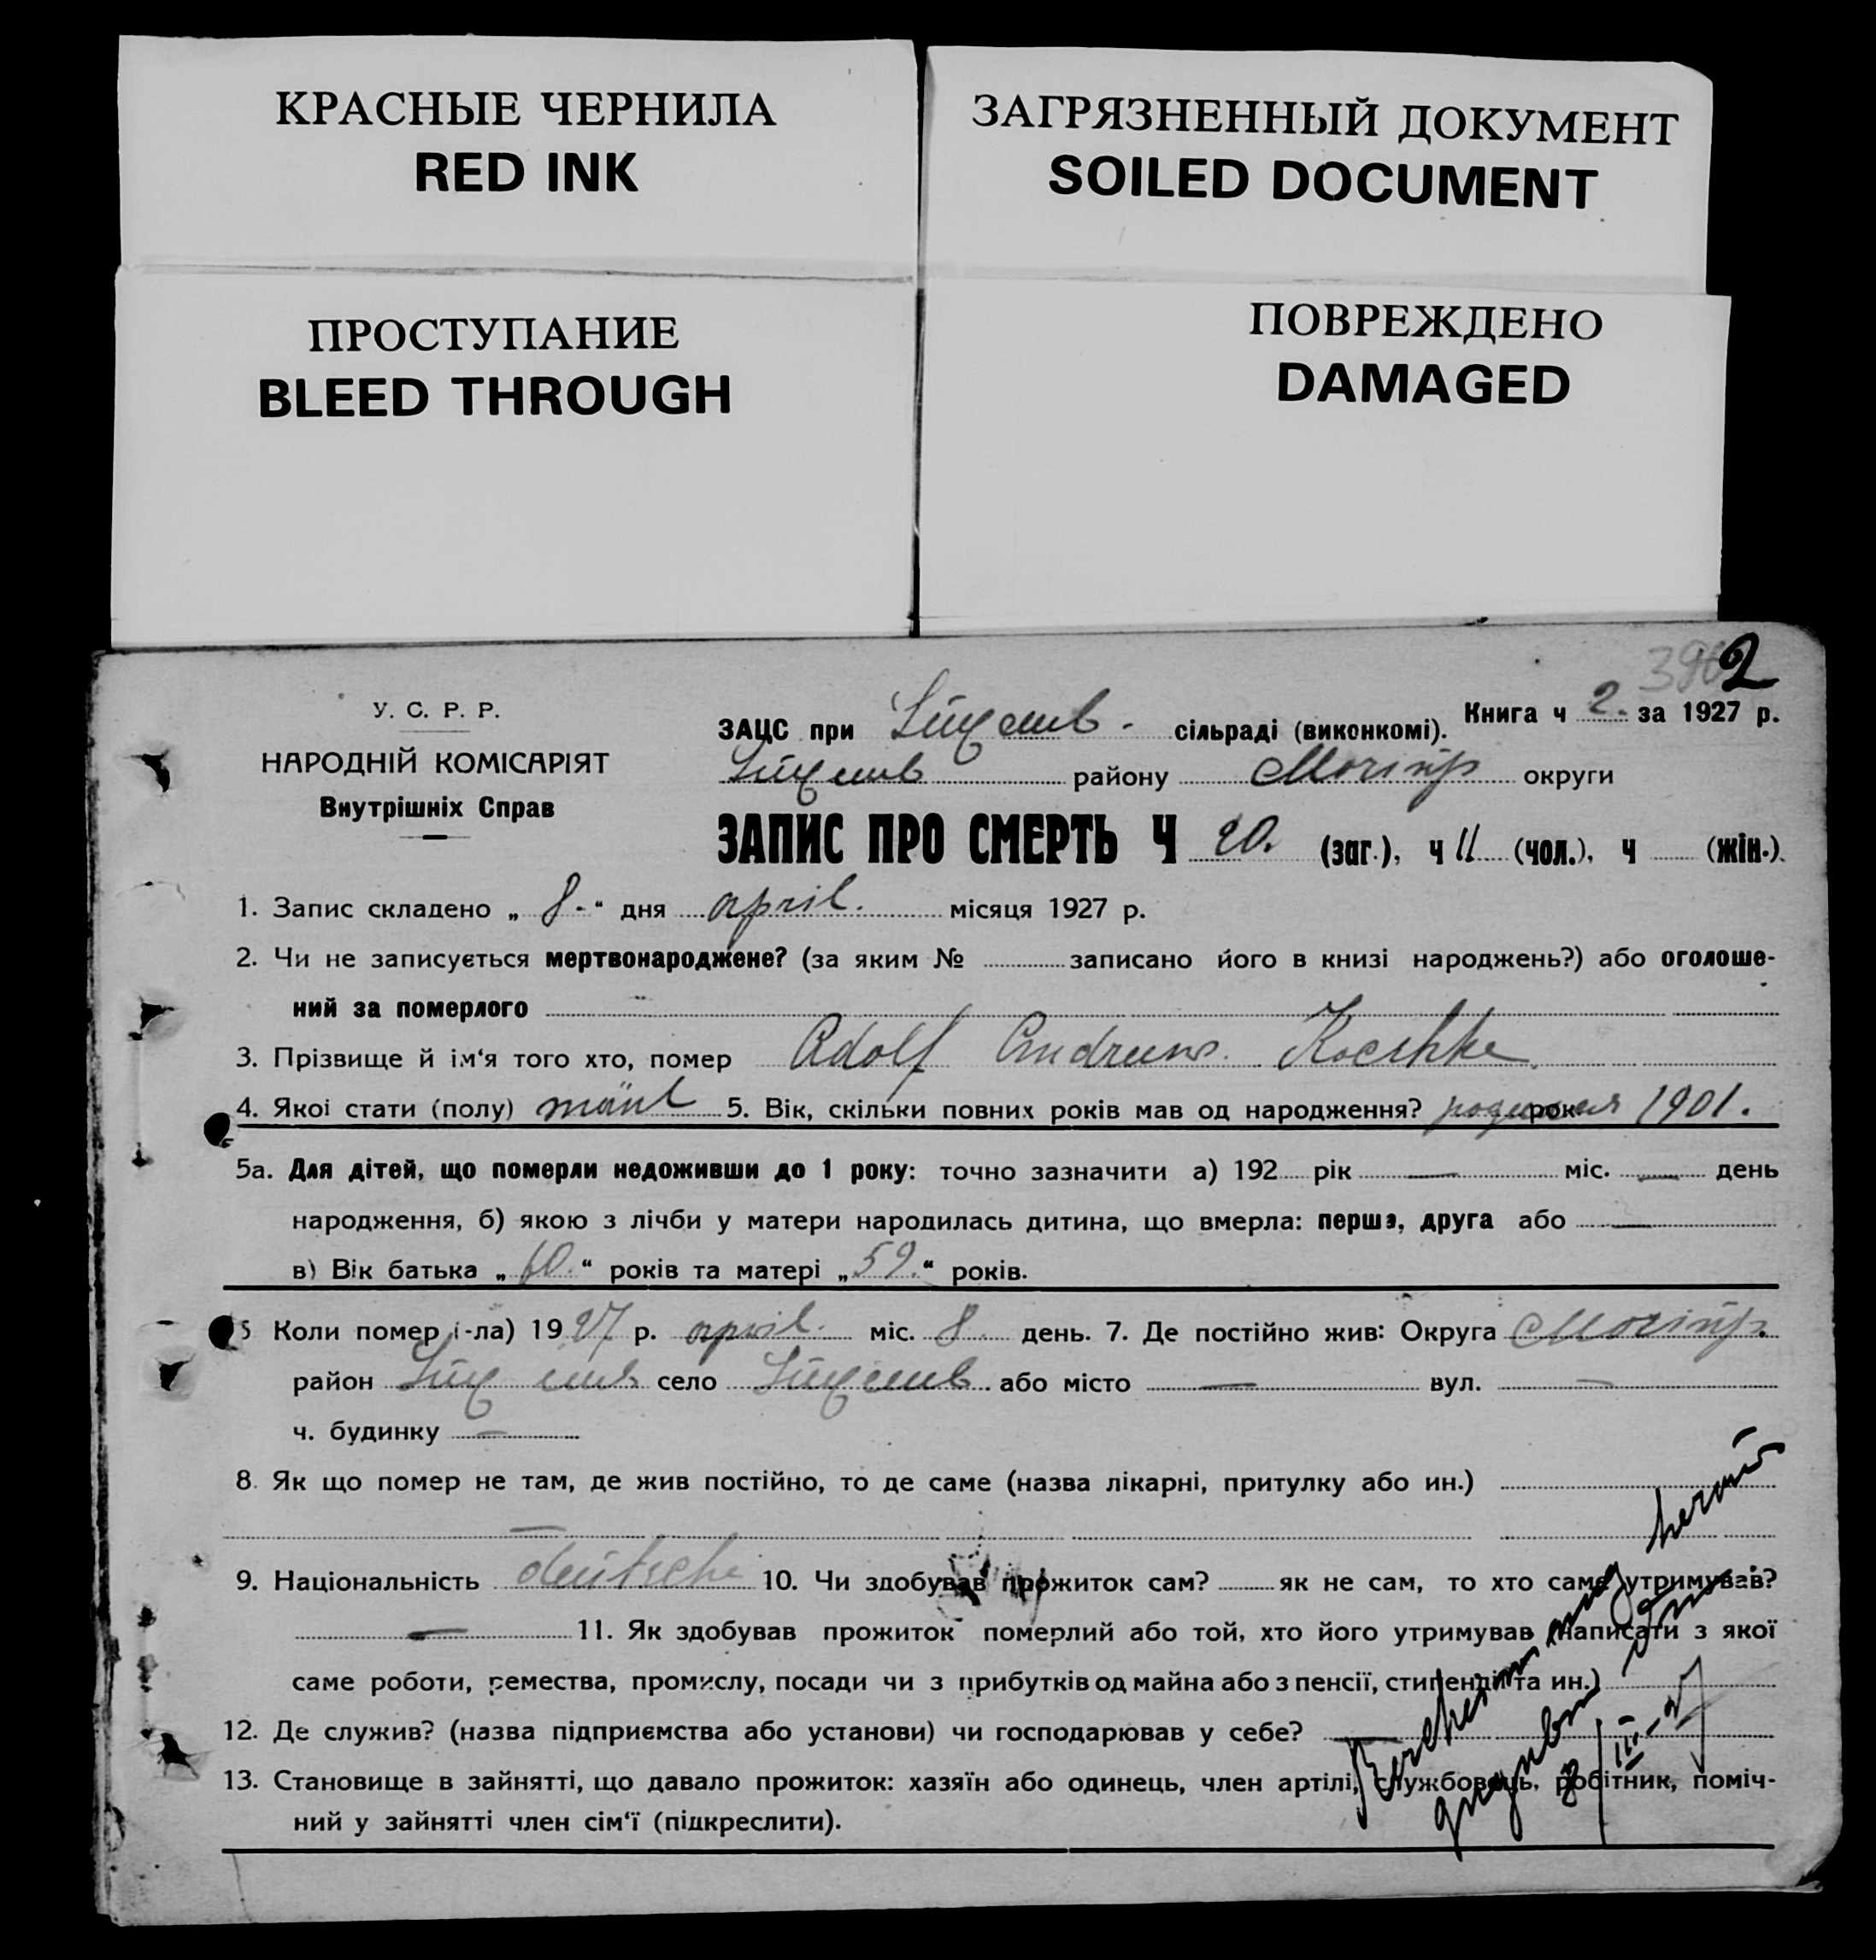 КРАСНЫЕ ЧЕРНИЛА
RED INK
ЗАГРЯЗНЕННЫЙ ДОКУМЕНТ
SOILED DOCUMENT
ПРОСТУПАНИЕ
BLEED THROUGH
ПОВРЕЖДЕНО
DAMAGED
2
У. С. Р. Р.
НАРОДНІЙ КОМІСАРІЯТ
Внутрішніх Справ
Книга ч 2. за 1927 р.
ЗАЦС при сільраді (виконкомі).
району округи
ЗАПИС ПРО СМЕРТЬ Ч 20. (заг.), ч 11 (чол.), ч (жін.).
1. Запис складено „ 8. “ дня april. місяця 1927 р.
2. Чи не записується мертвонароджене? (за яким № записано його в книзі народжень?) або оголоше-
ний за померлого
3. Прізвище й ім‘я того хто, помер Adolf Andreas. Koeshke.
4. Якої стати (полу) mänl 5. Вік, скільки повних років мав од народження? рок 1901.
5а. Для дітей, що померли недоживши до 1 року: точно зазначити а) 192 рік — міс. — день
народження, б) якою з лічби у матери народилась дитина, що вмерла: перша, друга або —
в) Вік батька „ 60. “ років та матері „ 59. “ років.
Коли помер (-ла) 1927 р. april. міс. 8. день. 7. Де постійно жив: Округа
район село або місто — вул. —
ч. будинку —
8. Як що помер не там, де жив постійно, то де саме (назва лікарні, притулку або ин.)
—
9. Національність deutsche 10. Чи здобував прожиток сам? як не сам, то хто саме утримував?
— 11. Як здобував прожиток померлий або той, хто його утримував (написати з якої
саме роботи, ремества, промислу, посади чи з прибутків од майна або з пенсії, стипендії та ин.)
12. Де служив? (назва підприємства або установи) чи господарював у себе? —
13. Становище в зайнятті, що давало прожиток: хазяїн або одинець, член артілі, службовець, робітник, поміч-
ний у зайнятті член сім‘ї (підкреслити).